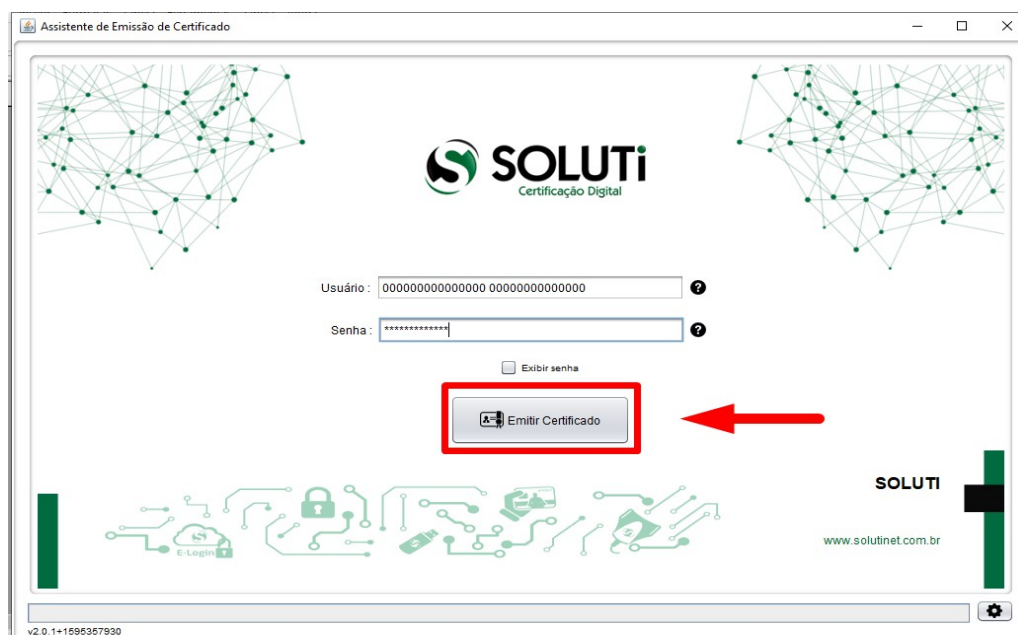 Assistente de Emissão de Certificado
SOLUTi
Certificação Digital
Usuário : 000000000000000 00000000000000
Senha : *************
Exibir senha
Emitir Certificado
E-Login
SOLUTI
www.solutinet.com.br
v2.0.1+1595357930